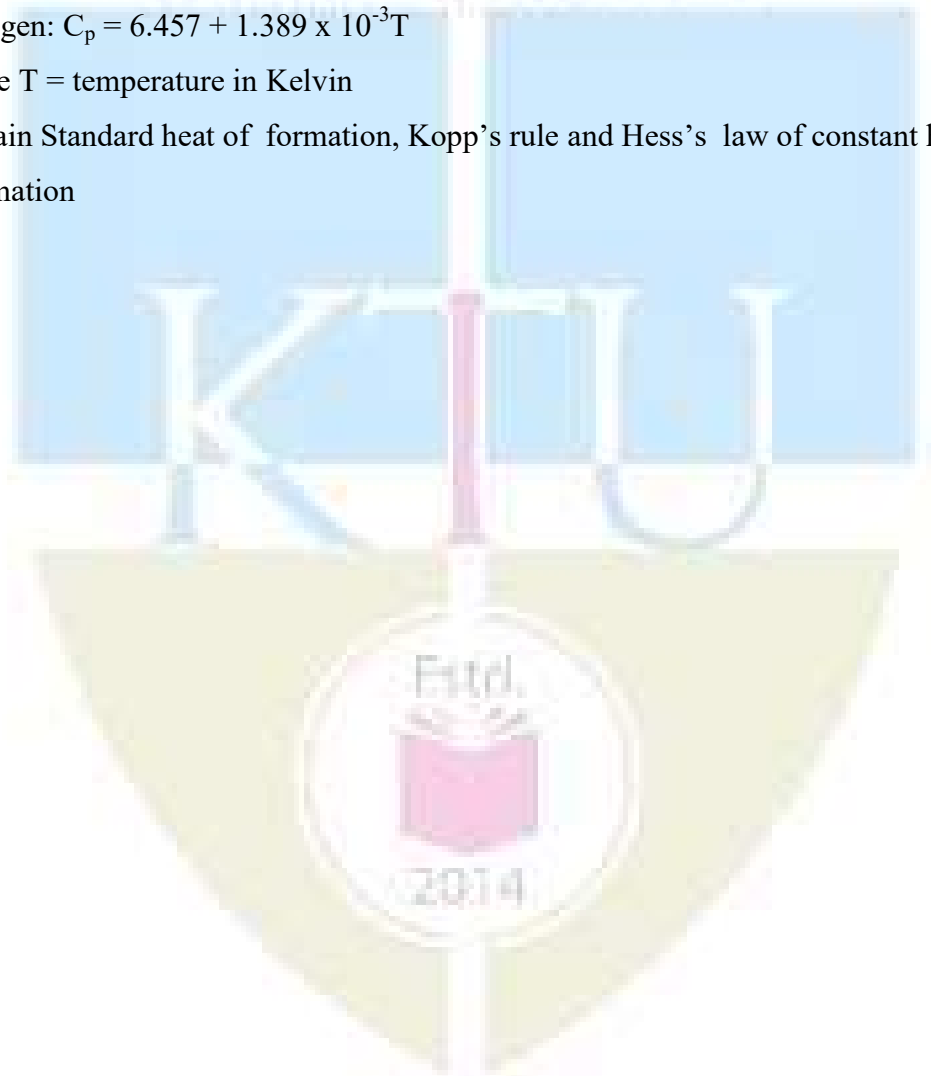 gen: Cₚ = 6.457 + 1.389 x 10⁻³T
e T = temperature in Kelvin
ain Standard heat of formation, Kopp’s rule and Hess’s law of constant
nation
KTU
Estd.
2014